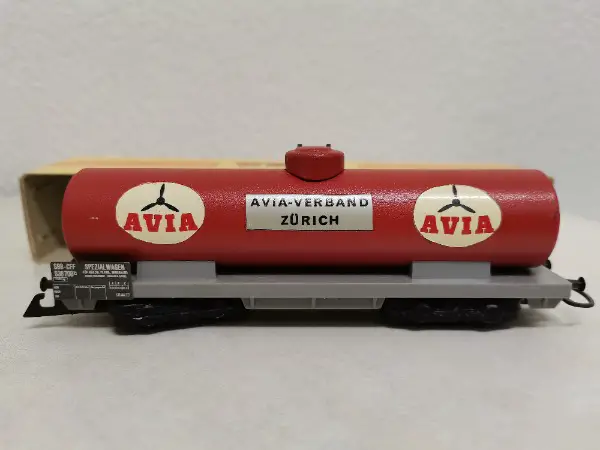 AVIA
AVIA-VERBAND
ZÜRICH
AVIA
SBB-CFF
SPEZIALWAGEN